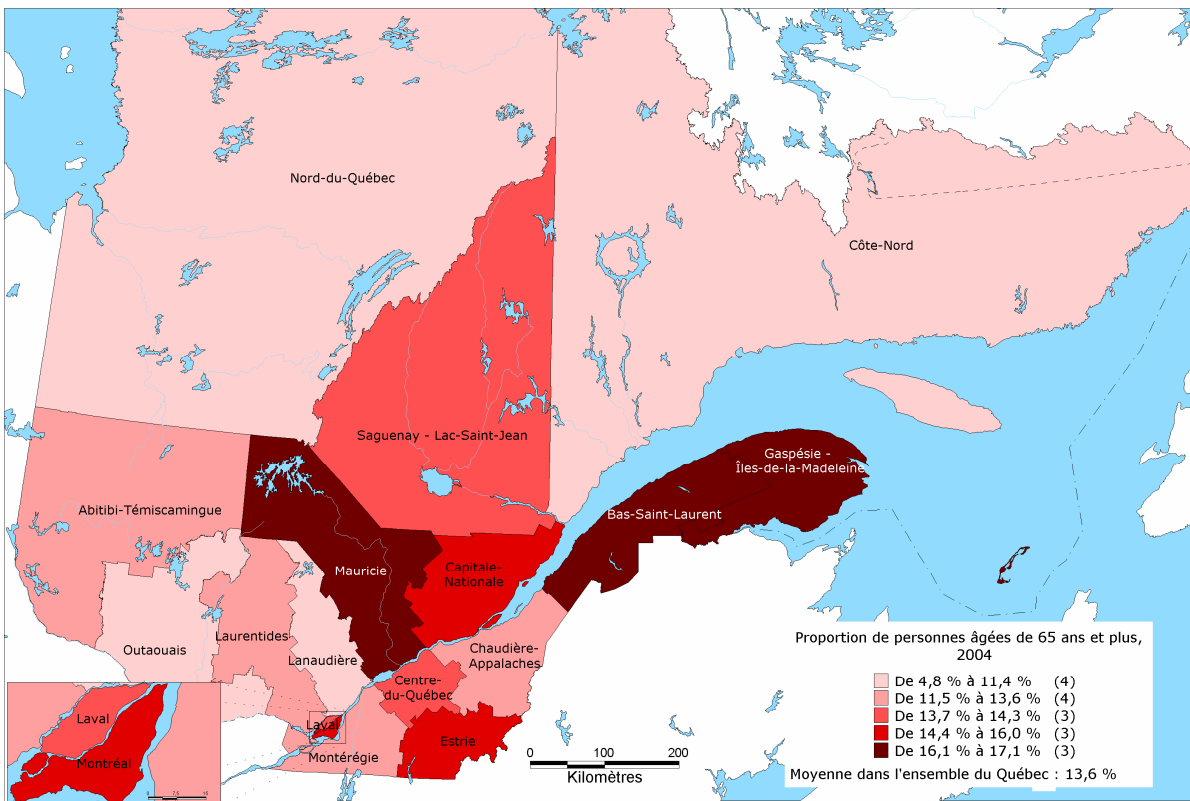 Nord-du-Québec
Côte-Nord
Saguenay - Lac-Saint-Jean
Gaspésie -
Îles-de-la-Madeleine
Abitibi-Témiscamingue
Bas-Saint-Laurent
Mauricie
Capitale-
Nationale
Laurentides
Outaouais
Lanaudière
Chaudière-
Appalaches
Centre-
du-Québec
Laval
Montérégie
Estrie
Laval
Montréal
0 7,5 15
0 100 200
Kilomètres
Proportion de personnes âgées de 65 ans et plus,
2004
De 4,8 % à 11,4 % (4)
De 11,5 % à 13,6 % (4)
De 13,7 % à 14,3 % (3)
De 14,4 % à 16,0 % (3)
De 16,1 % à 17,1 % (3)
Moyenne dans l'ensemble du Québec : 13,6 %